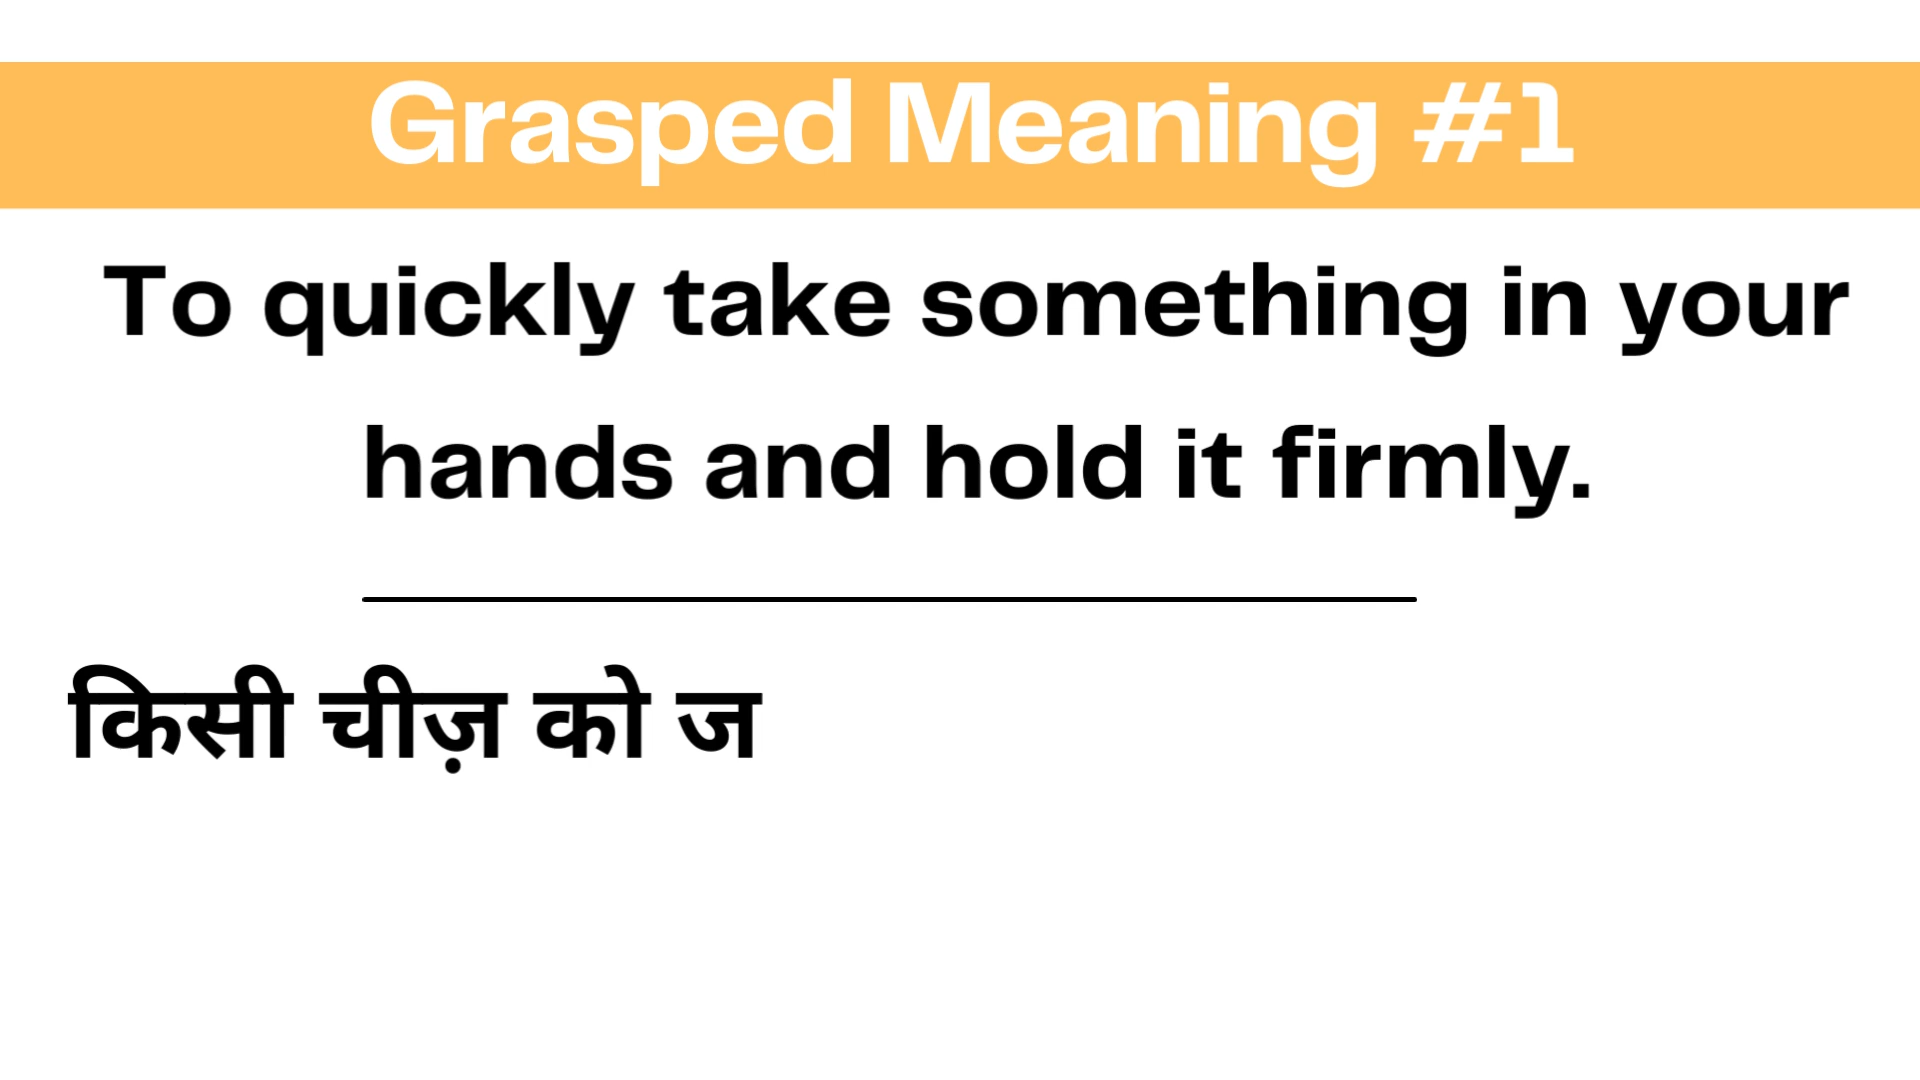 Grasped Meaning #1
To quickly take something in your
hands and hold it firmly.
किसी चीज़ को ज